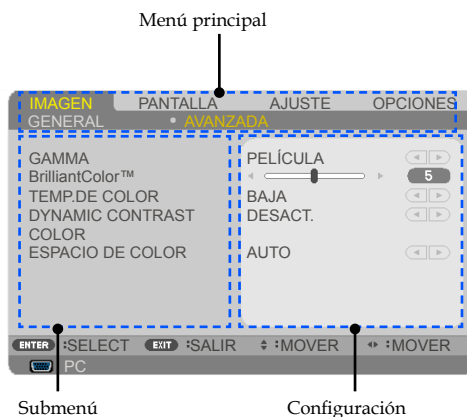 Menú principal
IMAGEN PANTALLA AJUSTE OPCIONES
GENERAL • AVANZADA
GAMMA PELÍCULA
BrilliantColor™ 5
TEMP.DE COLOR BAJA
DYNAMIC CONTRAST DESACT.
COLOR
ESPACIO DE COLOR AUTO
ENTER :SELECT EXIT :SALIR :MOVER :MOVER
PC
Submenú Configuración